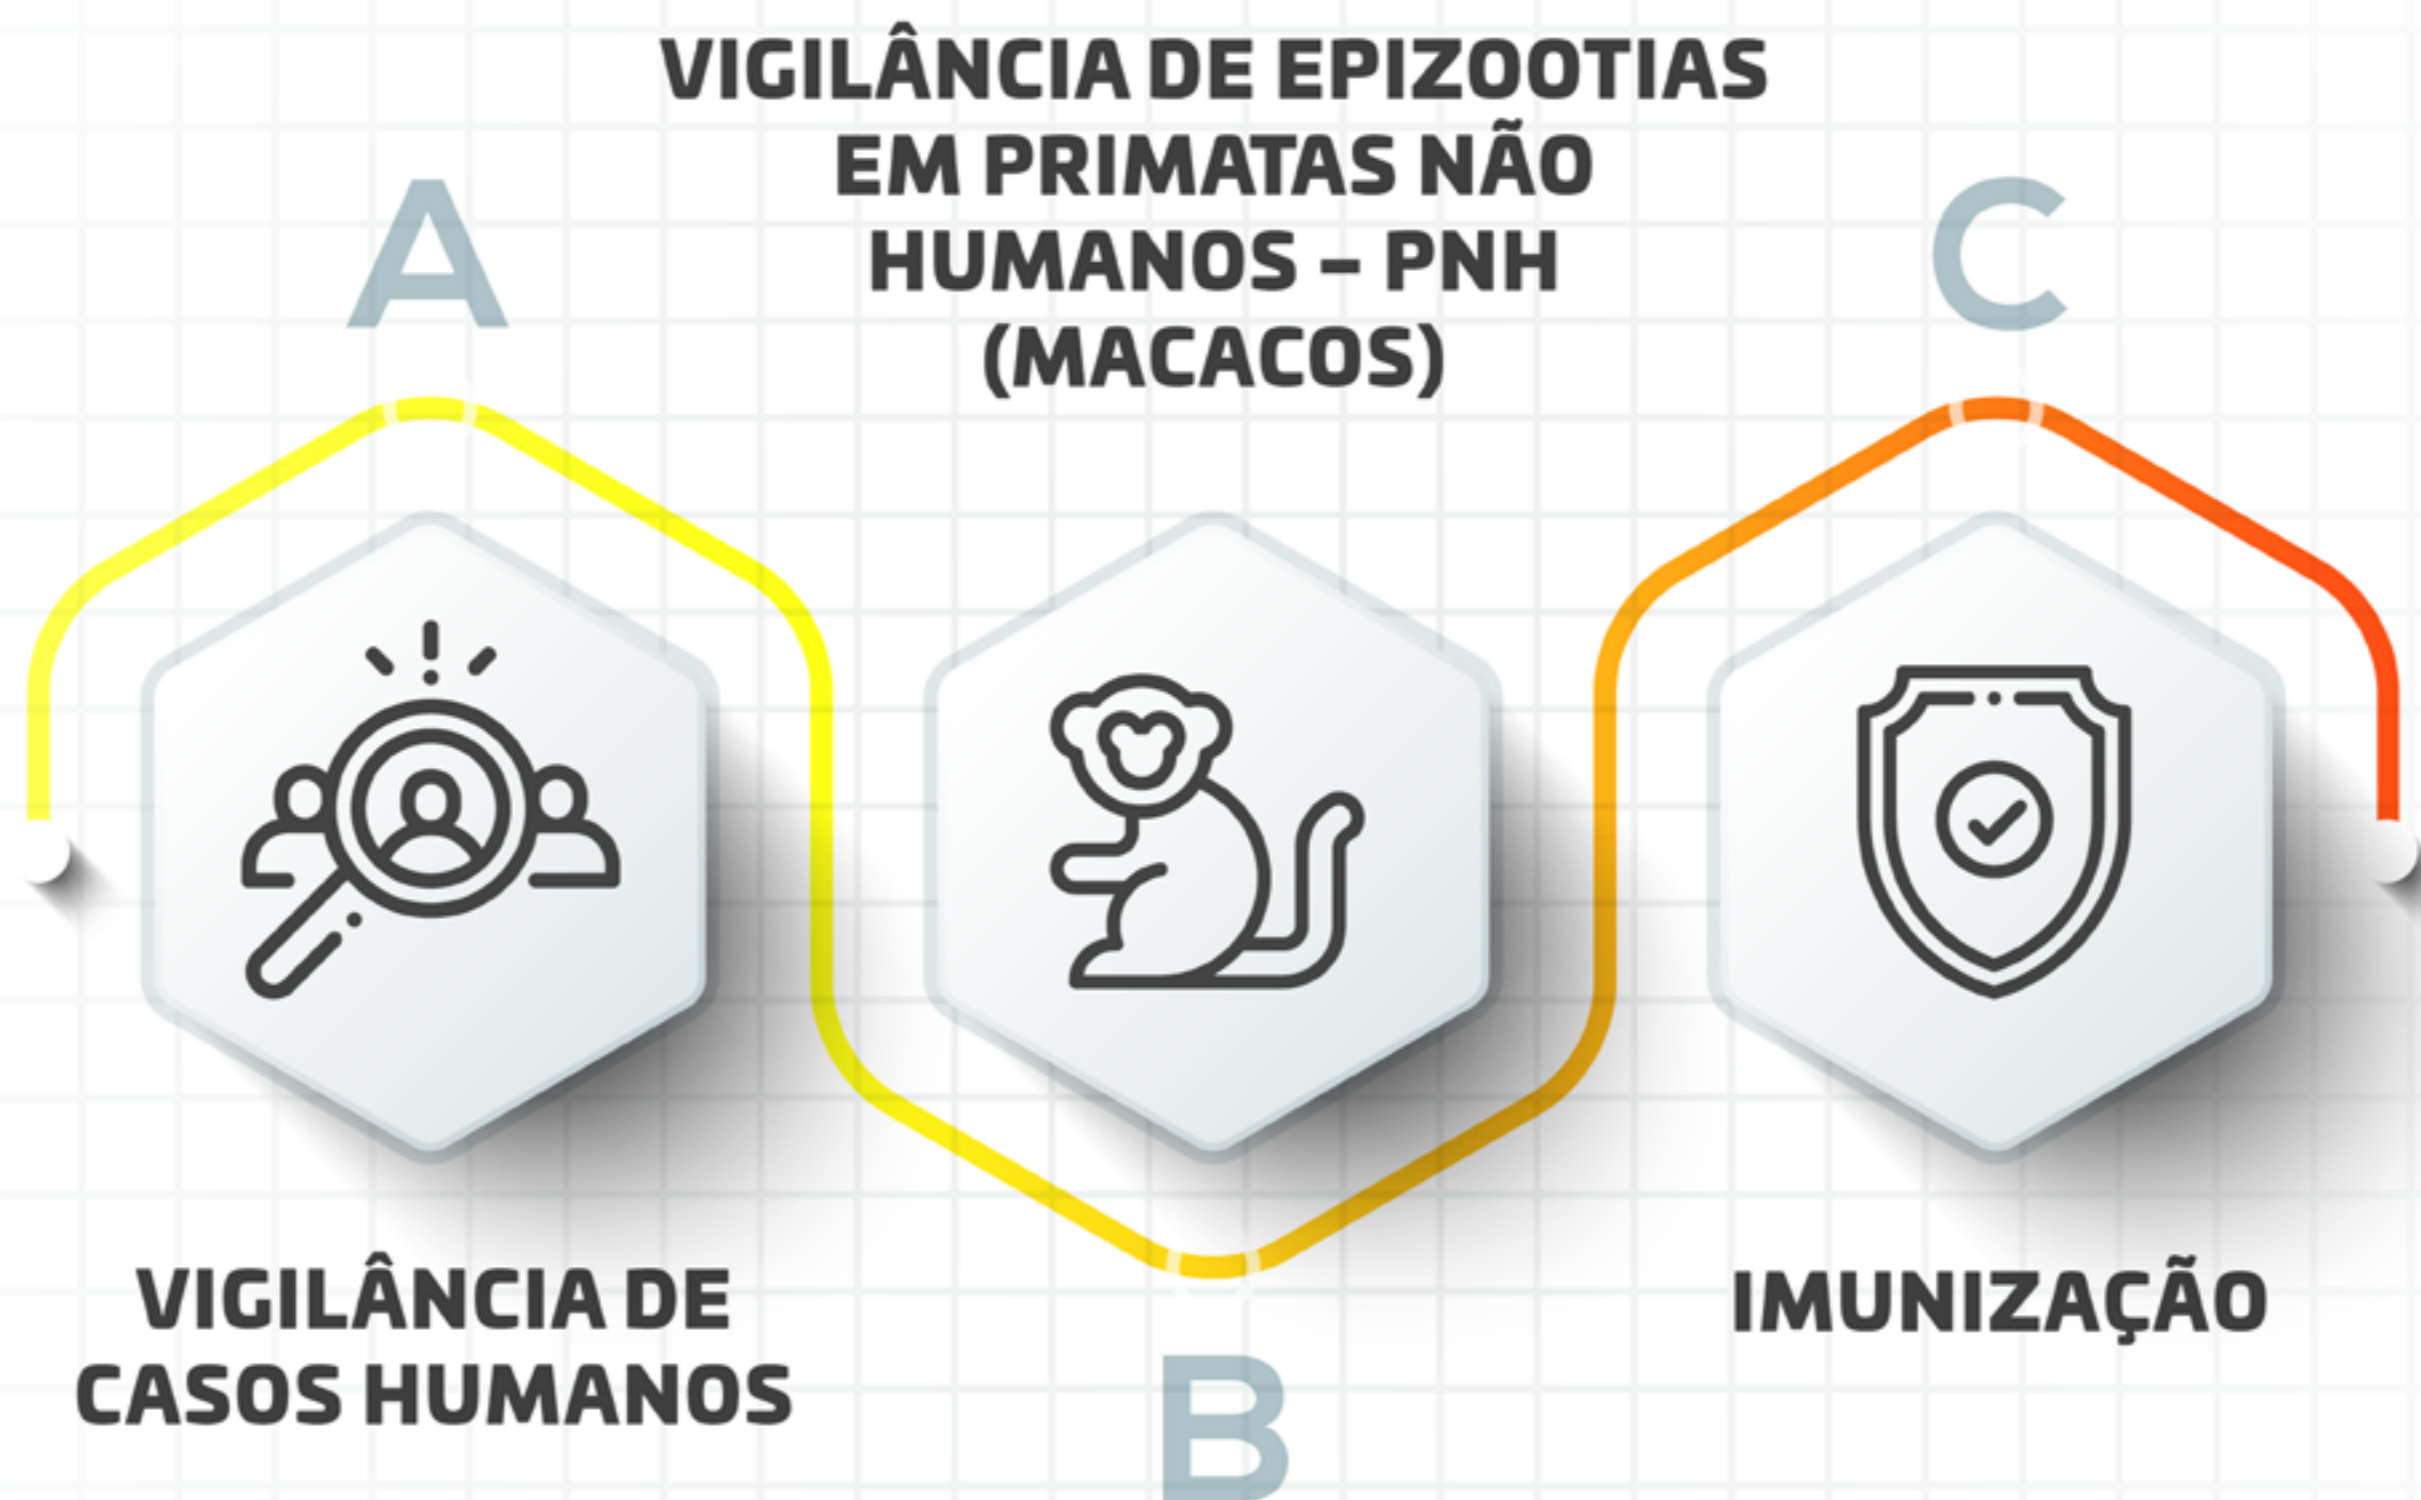 A
VIGILÂNCIA DE
CASOS HUMANOS
VIGILÂNCIA DE EPIZOOTIAS
EM PRIMATAS NÃO
HUMANOS – PNH
(MACACOS)
B
C
IMUNIZAÇÃO